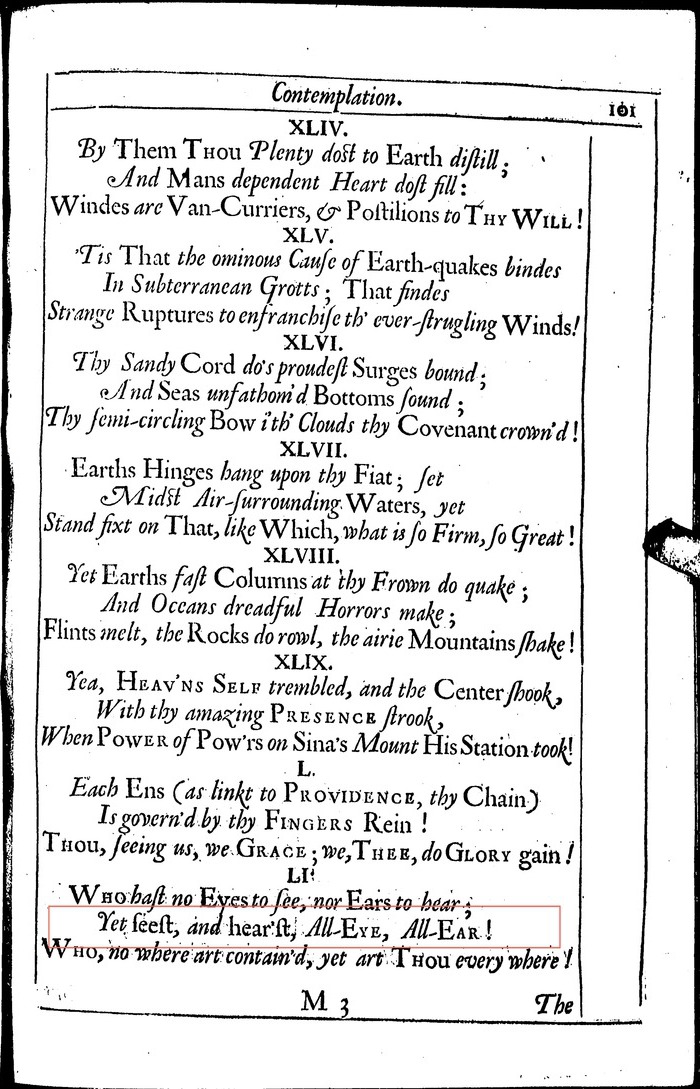 Contemplation. 101
XLIV.
By Them Thou Plenty dost to Earth distill;
And Mans dependent Heart dost fill:
Windes are Van-Curriers, & Postilions to Thy Will!
XLV.
'Tis That the ominous Cause of Earth-quakes bindes
In Subterranean Grotts; That findes
Strange Ruptures to enfranchise th' ever-strugling Winds!
XLVI.
Thy Sandy Cord do's proudest Surges bound;
And Seas unfathom'd Bottoms sound;
Thy semi-circling Bow i'th' Clouds thy Covenant crown'd!
XLVII.
Earths Hinges hang upon thy Fiat; set
Midst Air-surrounding Waters, yet
Stand fixt on That, like Which, what is so Firm, so Great!
XLVIII.
Yet Earths fast Columns at thy Frown do quake;
And Oceans dreadful Horrors make;
Flints melt, the Rocks do rowl, the airie Mountains shake!
XLIX.
Yea, Heav'ns Self trembled, and the Center shook,
With thy amazing Presence strook,
When Power of Pow'rs on Sina's Mount His Station took!
L.
Each Ens (as linkt to Providence, thy Chain)
Is govern'd by thy Fingers Rein!
Thou, seeing us, we Grace; we, Thee, do Glory gain!
LI.
Who hast no Eyes to see, nor Ears to hear;
Yet seest, and hear'st, All-Eye, All-Ear!
Who, no where art contain'd, yet art Thou every where!
M 3 The